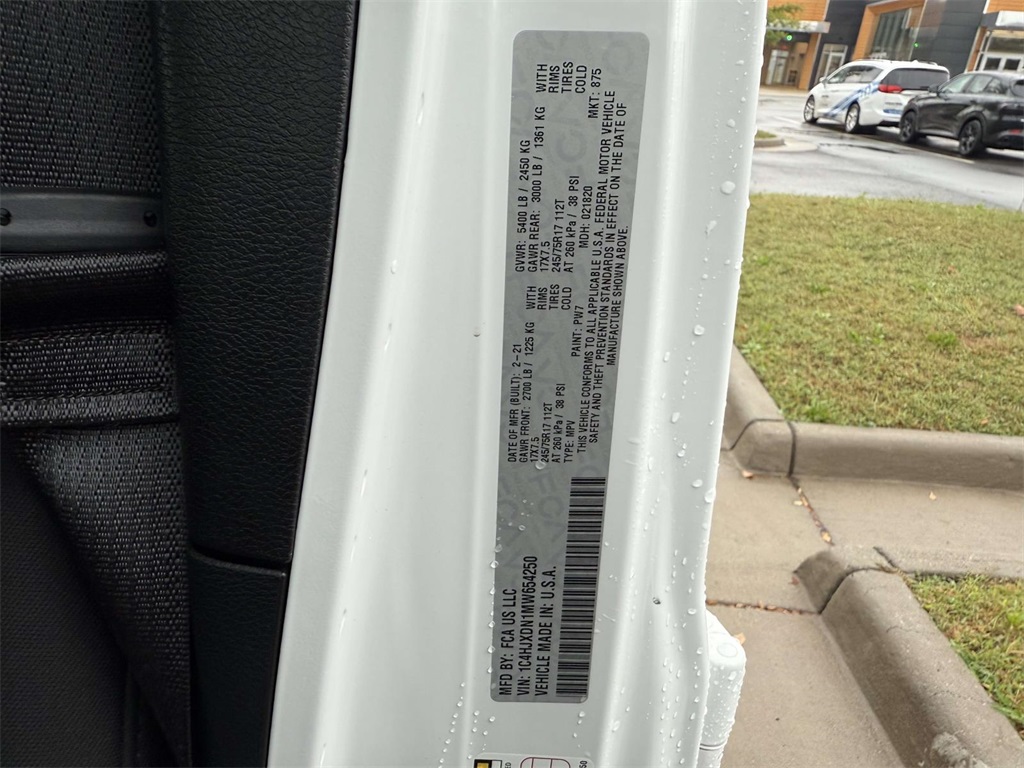 MFD BY: FCA US LLC
VIN: 1C4HJXDN1MW654250
VEHICLE MADE IN: U.S.A.
DATE OF MFR (BUILT): 2-21
GVWR: 5400 LB / 2450 KG
GAWR FRONT: 2700 LB / 1225 KG WITH
17X7.5 RIMS
245/75R17 112T TIRES
AT 260 kPa / 38 PSI COLD
GAWR REAR: 3000 LB / 1361 KG WITH
17X7.5 RIMS
245/75R17 112T TIRES
AT 260 kPa / 38 PSI COLD
TYPE: MPV PAINT: PW7 MDH: 021820 MKT: 875
THIS VEHICLE CONFORMS TO ALL APPLICABLE U.S.A. FEDERAL MOTOR VEHICLE
SAFETY AND THEFT PREVENTION STANDARDS IN EFFECT ON THE DATE OF
MANUFACTURE SHOWN ABOVE.